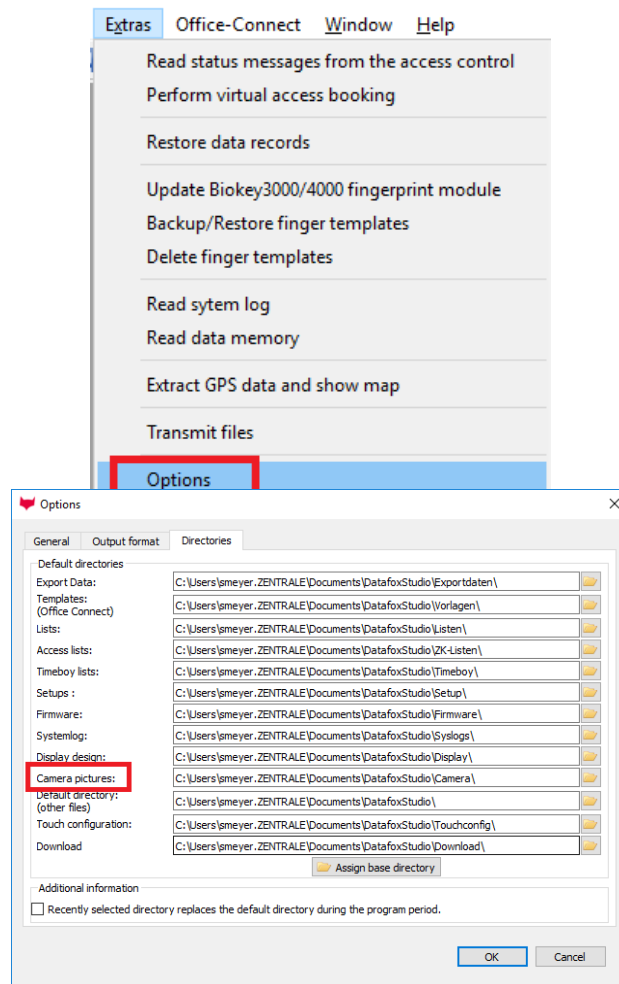 Extras Office-Connect Window Help
Read status messages from the access control
Perform virtual access booking
Restore data records
Update Biokey3000/4000 fingerprint module
Backup/Restore finger templates
Delete finger templates
Read sytem log
Read data memory
Extract GPS data and show map
Transmit files
Options
Options
General Output format Directories
Default directories
Export Data: C:\Users\smeyer.ZENTRALE\Documents\DatafoxStudio\Exportdaten\
Templates:
(Office Connect) C:\Users\smeyer.ZENTRALE\Documents\DatafoxStudio\Vorlagen\
Lists: C:\Users\smeyer.ZENTRALE\Documents\DatafoxStudio\Listen\
Access lists: C:\Users\smeyer.ZENTRALE\Documents\DatafoxStudio\ZK-Listen\
Timeboy lists: C:\Users\smeyer.ZENTRALE\Documents\DatafoxStudio\Timeboy\
Setups : C:\Users\smeyer.ZENTRALE\Documents\DatafoxStudio\Setup\
Firmware: C:\Users\smeyer.ZENTRALE\Documents\DatafoxStudio\Firmware\
Systemlog: C:\Users\smeyer.ZENTRALE\Documents\DatafoxStudio\Syslogs\
Display design: C:\Users\smeyer.ZENTRALE\Documents\DatafoxStudio\Display\
Camera pictures: C:\Users\smeyer.ZENTRALE\Documents\DatafoxStudio\Camera\
Default directory:
(other files) C:\Users\smeyer.ZENTRALE\Documents\DatafoxStudio\
Touch configuration: C:\Users\smeyer.ZENTRALE\Documents\DatafoxStudio\Touchconfig\
Download C:\Users\smeyer.ZENTRALE\Documents\DatafoxStudio\Download\
Assign base directory
Additional information
Recently selected directory replaces the default directory during the program period.
OK Cancel